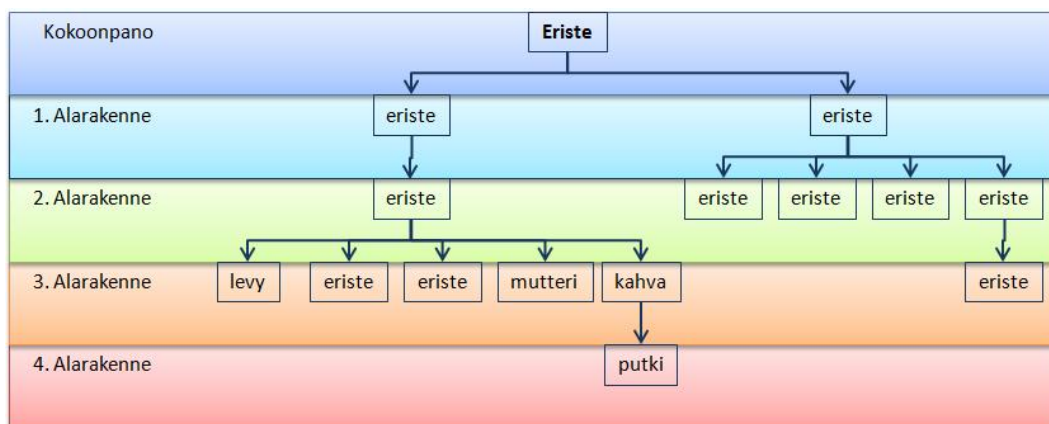 Kokoonpano Eriste
1. Alarakenne eriste eriste
2. Alarakenne eriste eriste eriste eriste eriste
3. Alarakenne levy eriste eriste mutteri kahva eriste
4. Alarakenne putki